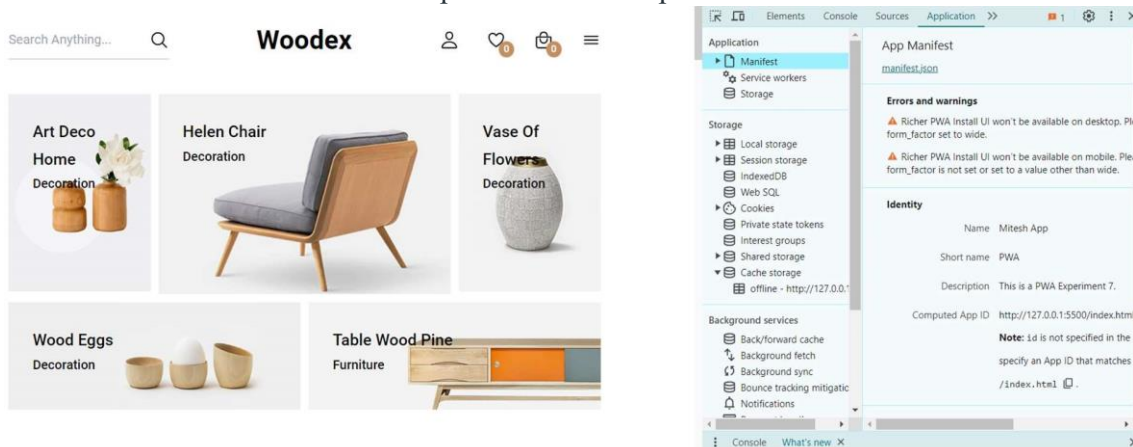 Search Anything...
Woodex
0
0
Art Deco
Home
Decoration
Helen Chair
Decoration
Vase Of
Flowers
Decoration
Wood Eggs
Decoration
Table Wood Pine
Furniture
Elements Console Sources Application
1
Application
Manifest
Service workers
Storage
Storage
Local storage
Session storage
IndexedDB
Web SQL
Cookies
Private state tokens
Interest groups
Shared storage
Cache storage
offline - http://127.0.0.
Background services
Back/forward cache
Background fetch
Background sync
Bounce tracking mitigatic
Notifications
App Manifest
manifest.json
Errors and warnings
Richer PWA Install UI won't be available on desktop. Pl
form_factor set to wide.
Richer PWA Install UI won't be available on mobile. Plea
form_factor is not set or set to a value other than wide.
Identity
Name Mitesh App
Short name PWA
Description This is a PWA Experiment 7.
Computed App ID http://127.0.0.1:5500/index.html
Note: id is not specified in the
specify an App ID that matches
/index.html
Console What's new